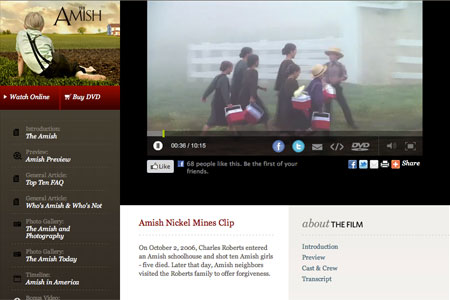 THE
AMISH
Watch Online
Buy DVD
Introduction:
The Amish
Preview:
Amish Preview
General Article:
Top Ten FAQ
General Article:
Who's Amish & Who's Not
Photo Gallery:
The Amish and
Photography
Photo Gallery:
The Amish Today
Timeline:
Amish in America
Bonus Video:
00:36 / 10:15
DVD
Like
68 people like this. Be the first of your
friends.
Share
Amish Nickel Mines Clip
On October 2, 2006, Charles Roberts entered
an Amish schoolhouse and shot ten Amish girls
- five died. Later that day, Amish neighbors
visited the Roberts family to offer forgiveness.
about THE FILM
Introduction
Preview
Cast & Crew
Transcript